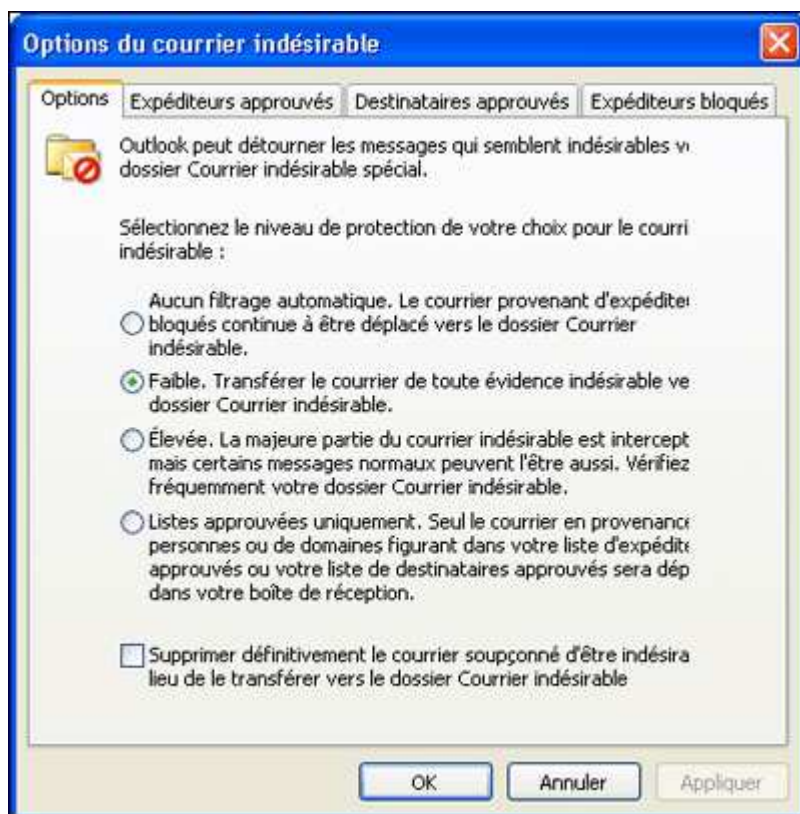 Options du courrier indésirable
Options
Expéditeurs approuvés
Destinataires approuvés
Expéditeurs bloqués
Outlook peut détourner les messages qui semblent indésirables v
dossier Courrier indésirable spécial.
Sélectionnez le niveau de protection de votre choix pour le courri
indésirable :
Aucun filtrage automatique. Le courrier provenant d'expédite
bloqués continue à être déplacé vers le dossier Courrier
indésirable.
Faible. Transférer le courrier de toute évidence indésirable ve
dossier Courrier indésirable.
Élevée. La majeure partie du courrier indésirable est intercept
mais certains messages normaux peuvent l'être aussi. Vérifiez
fréquemment votre dossier Courrier indésirable.
Listes approuvées uniquement. Seul le courrier en provenance
personnes ou de domaines figurant dans votre liste d'expédite
approuvés ou votre liste de destinataires approuvés sera dép
dans votre boîte de réception.
Supprimer définitivement le courrier soupçonné d'être indésira
lieu de le transférer vers le dossier Courrier indésirable
OK
Annuler
Appliquer